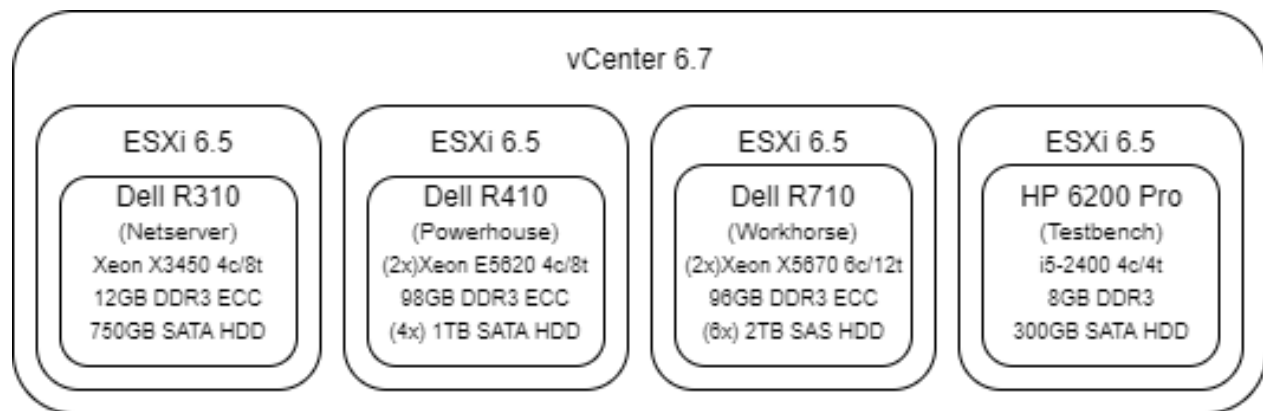 vCenter 6.7
ESXi 6.5
Dell R310
(Netserver)
Xeon X3450 4c/8t
12GB DDR3 ECC
750GB SATA HDD
ESXi 6.5
Dell R410
(Powerhouse)
(2x)Xeon E5620 4c/8t
98GB DDR3 ECC
(4x) 1TB SATA HDD
ESXi 6.5
Dell R710
(Workhorse)
(2x)Xeon X5670 6c/12t
96GB DDR3 ECC
(6x) 2TB SAS HDD
ESXi 6.5
HP 6200 Pro
(Testbench)
i5-2400 4c/4t
8GB DDR3
300GB SATA HDD